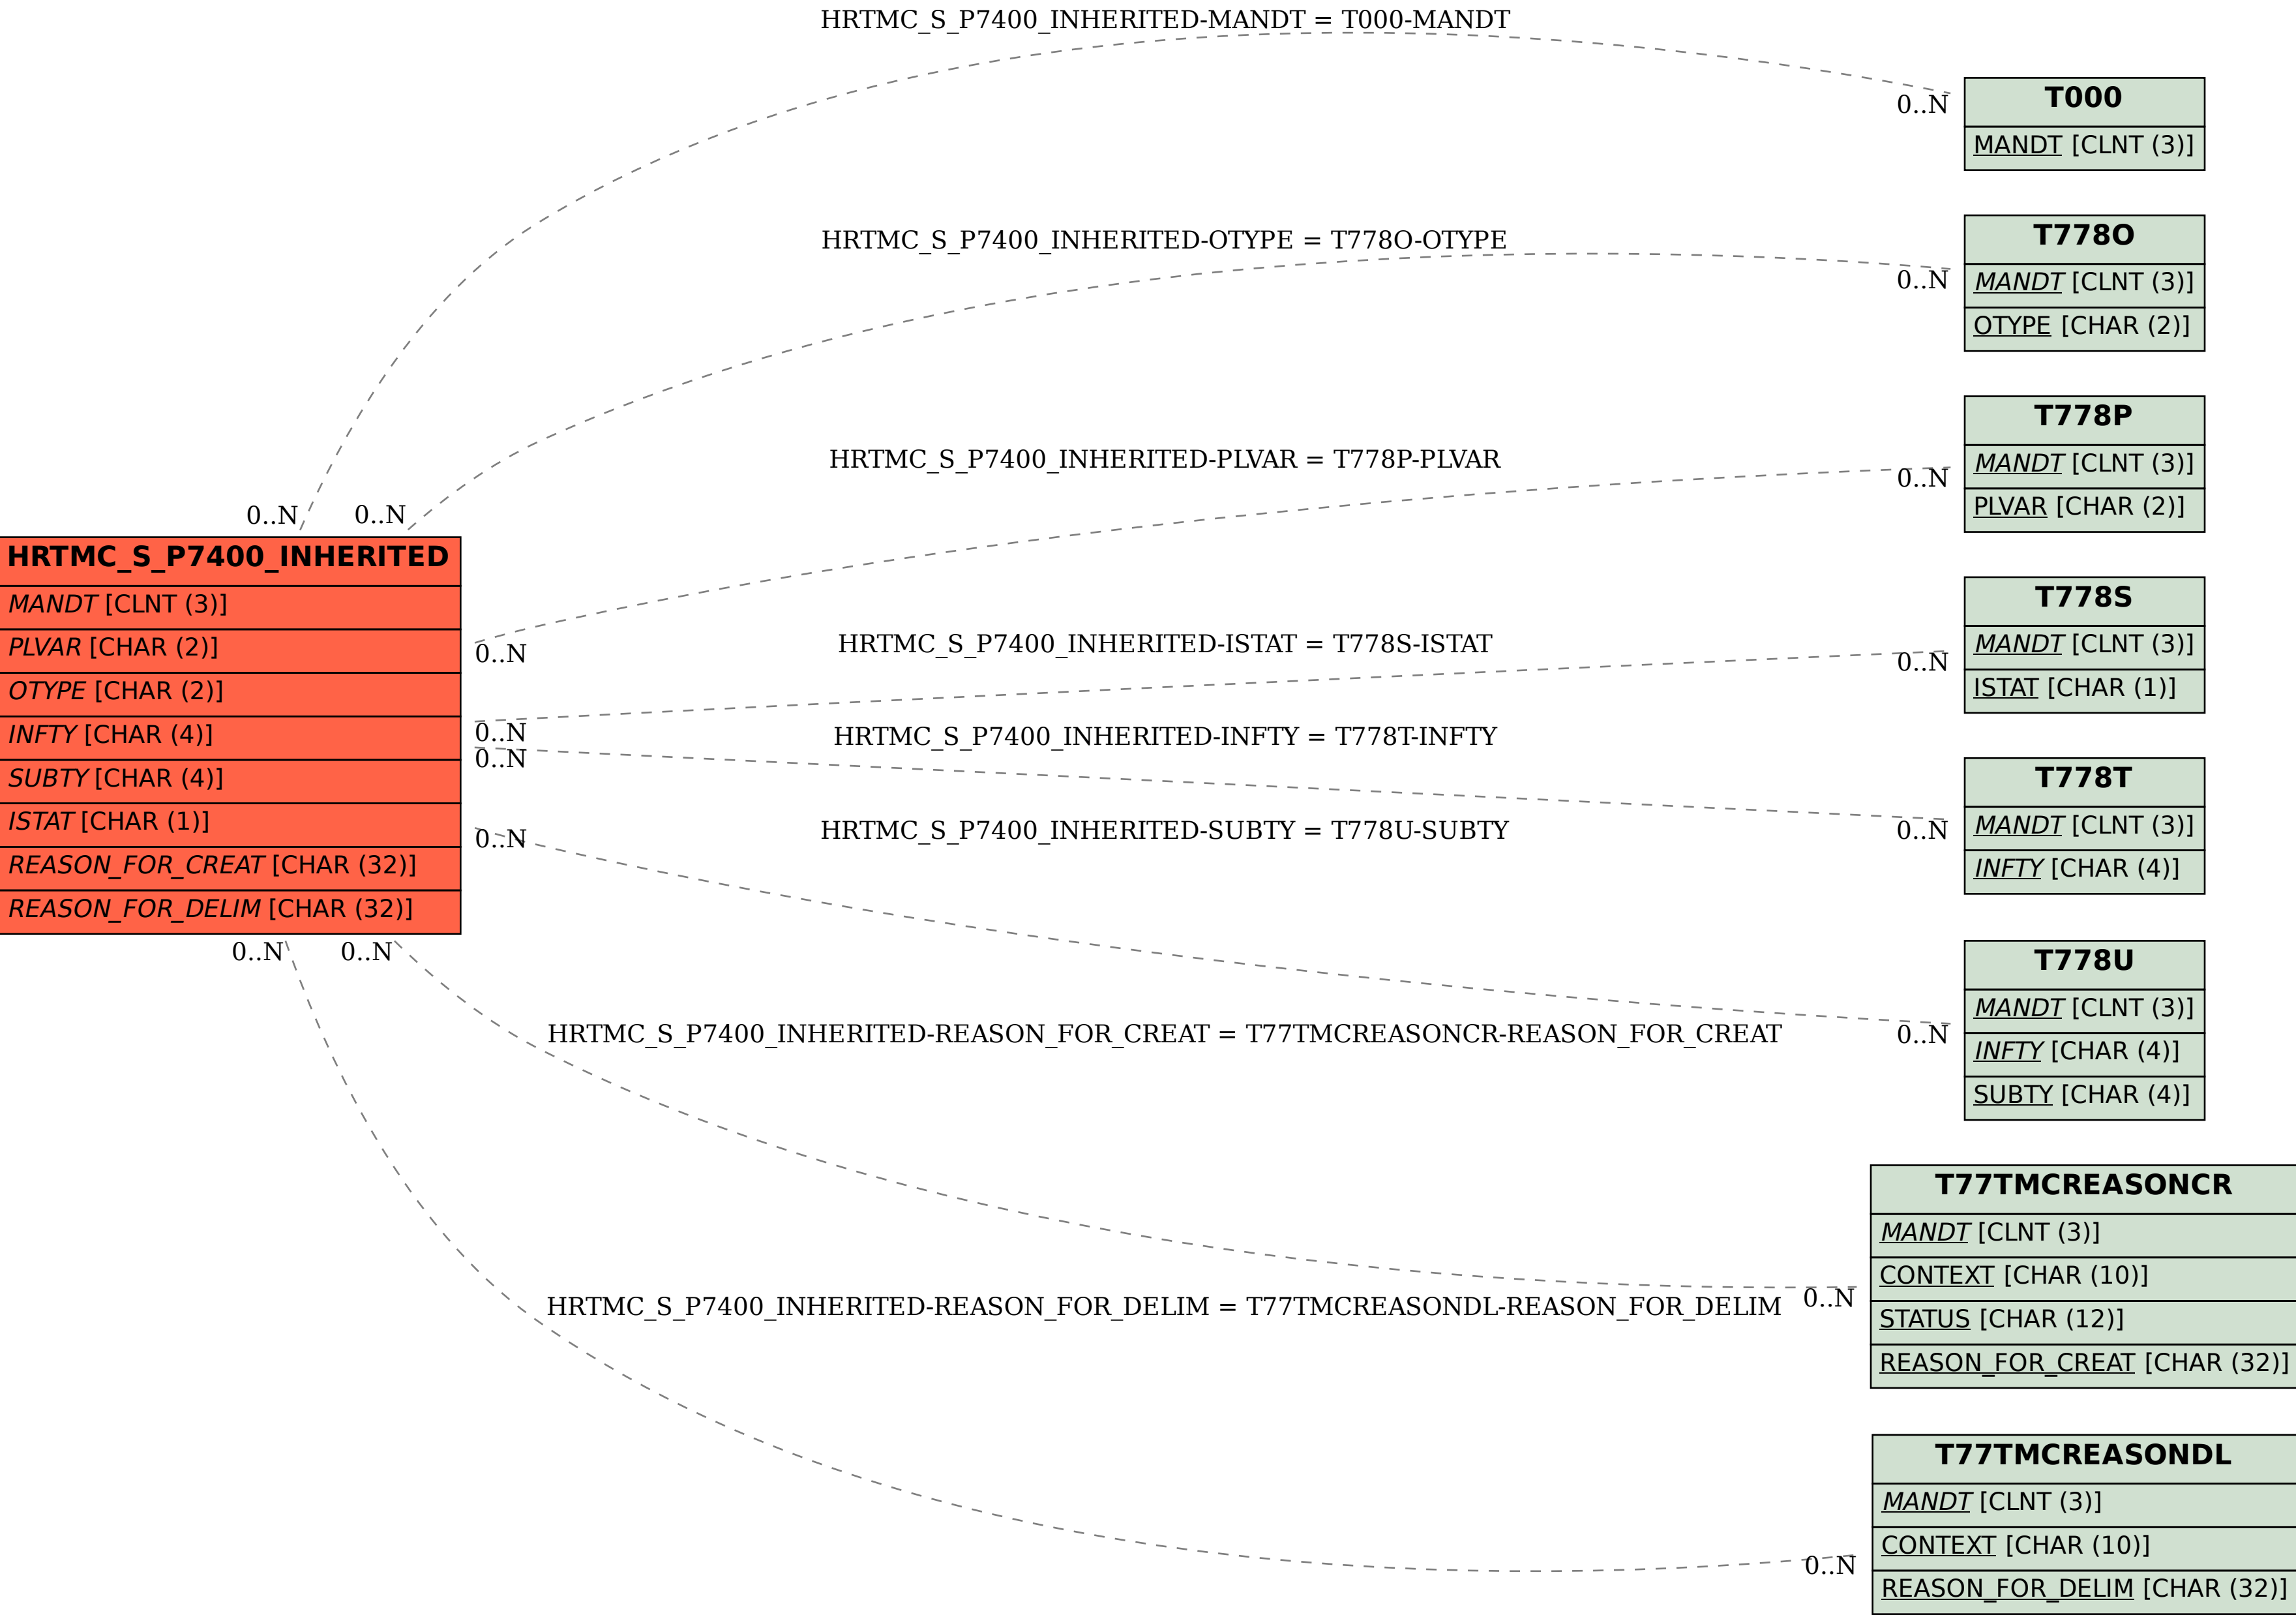 HRTMC_S_P7400_INHERITED-MANDT = T000-MANDT
0..N
T000
MANDT [CLNT (3)]
HRTMC_S_P7400_INHERITED-OTYPE = T778O-OTYPE
0..N
T778O
MANDT [CLNT (3)]
OTYPE [CHAR (2)]
HRTMC_S_P7400_INHERITED-PLVAR = T778P-PLVAR
0..N
T778P
MANDT [CLNT (3)]
PLVAR [CHAR (2)]
0..N
0..N
HRTMC_S_P7400_INHERITED
MANDT [CLNT (3)]
PLVAR [CHAR (2)]
OTYPE [CHAR (2)]
INFTY [CHAR (4)]
SUBTY [CHAR (4)]
ISTAT [CHAR (1)]
REASON_FOR_CREAT [CHAR (32)]
REASON_FOR_DELIM [CHAR (32)]
0..N
0..N
0..N
0..N
0..N
0..N
HRTMC_S_P7400_INHERITED-ISTAT = T778S-ISTAT
0..N
T778S
MANDT [CLNT (3)]
ISTAT [CHAR (1)]
HRTMC_S_P7400_INHERITED-INFTY = T778T-INFTY
0..N
T778T
MANDT [CLNT (3)]
INFTY [CHAR (4)]
HRTMC_S_P7400_INHERITED-SUBTY = T778U-SUBTY
0..N
T778U
MANDT [CLNT (3)]
INFTY [CHAR (4)]
SUBTY [CHAR (4)]
HRTMC_S_P7400_INHERITED-REASON_FOR_CREAT = T77TMCREASONCR-REASON_FOR_CREAT
0..N
T77TMCREASONCR
MANDT [CLNT (3)]
CONTEXT [CHAR (10)]
STATUS [CHAR (12)]
REASON_FOR_CREAT [CHAR (32)]
HRTMC_S_P7400_INHERITED-REASON_FOR_DELIM = T77TMCREASONDL-REASON_FOR_DELIM
0..N
T77TMCREASONDL
MANDT [CLNT (3)]
CONTEXT [CHAR (10)]
REASON_FOR_DELIM [CHAR (32)]